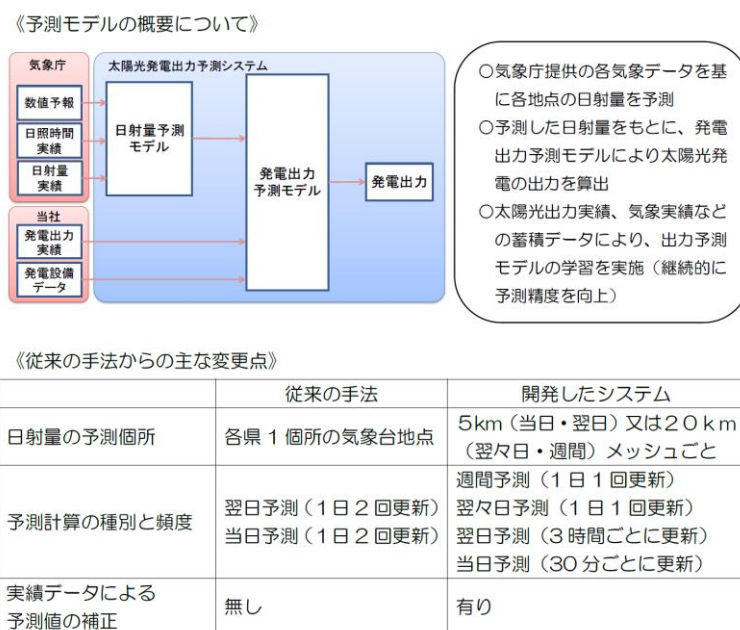 《予測モデルの概要について》
気象庁
太陽光発電出力予測システム
数値予報
日照時間
実績
日射量
実績
日射量予測
モデル
当社
発電出力
実績
発電設備
データ
発電出力
予測モデル
発電出力
○気象庁提供の各気象データを基
に各地点の日射量を予測
○予測した日射量をもとに、発電
出力予測モデルにより太陽光発
電の出力を算出
○太陽光出力実績、気象実績など
の蓄積データにより、出力予測
モデルの学習を実施（継続的に
予測精度を向上）
《従来の手法からの主な変更点》
従来の手法
開発したシステム
日射量の予測個所
各県1個所の気象台地点
5km（当日・翌日）又は20km
（翌々日・週間）メッシュごと
予測計算の種別と頻度
翌日予測（1日2回更新）
当日予測（1日2回更新）
週間予測（1日1回更新）
翌々日予測（1日1回更新）
翌日予測（3時間ごとに更新）
当日予測（30分ごとに更新）
実績データによる
予測値の補正
無し
有り